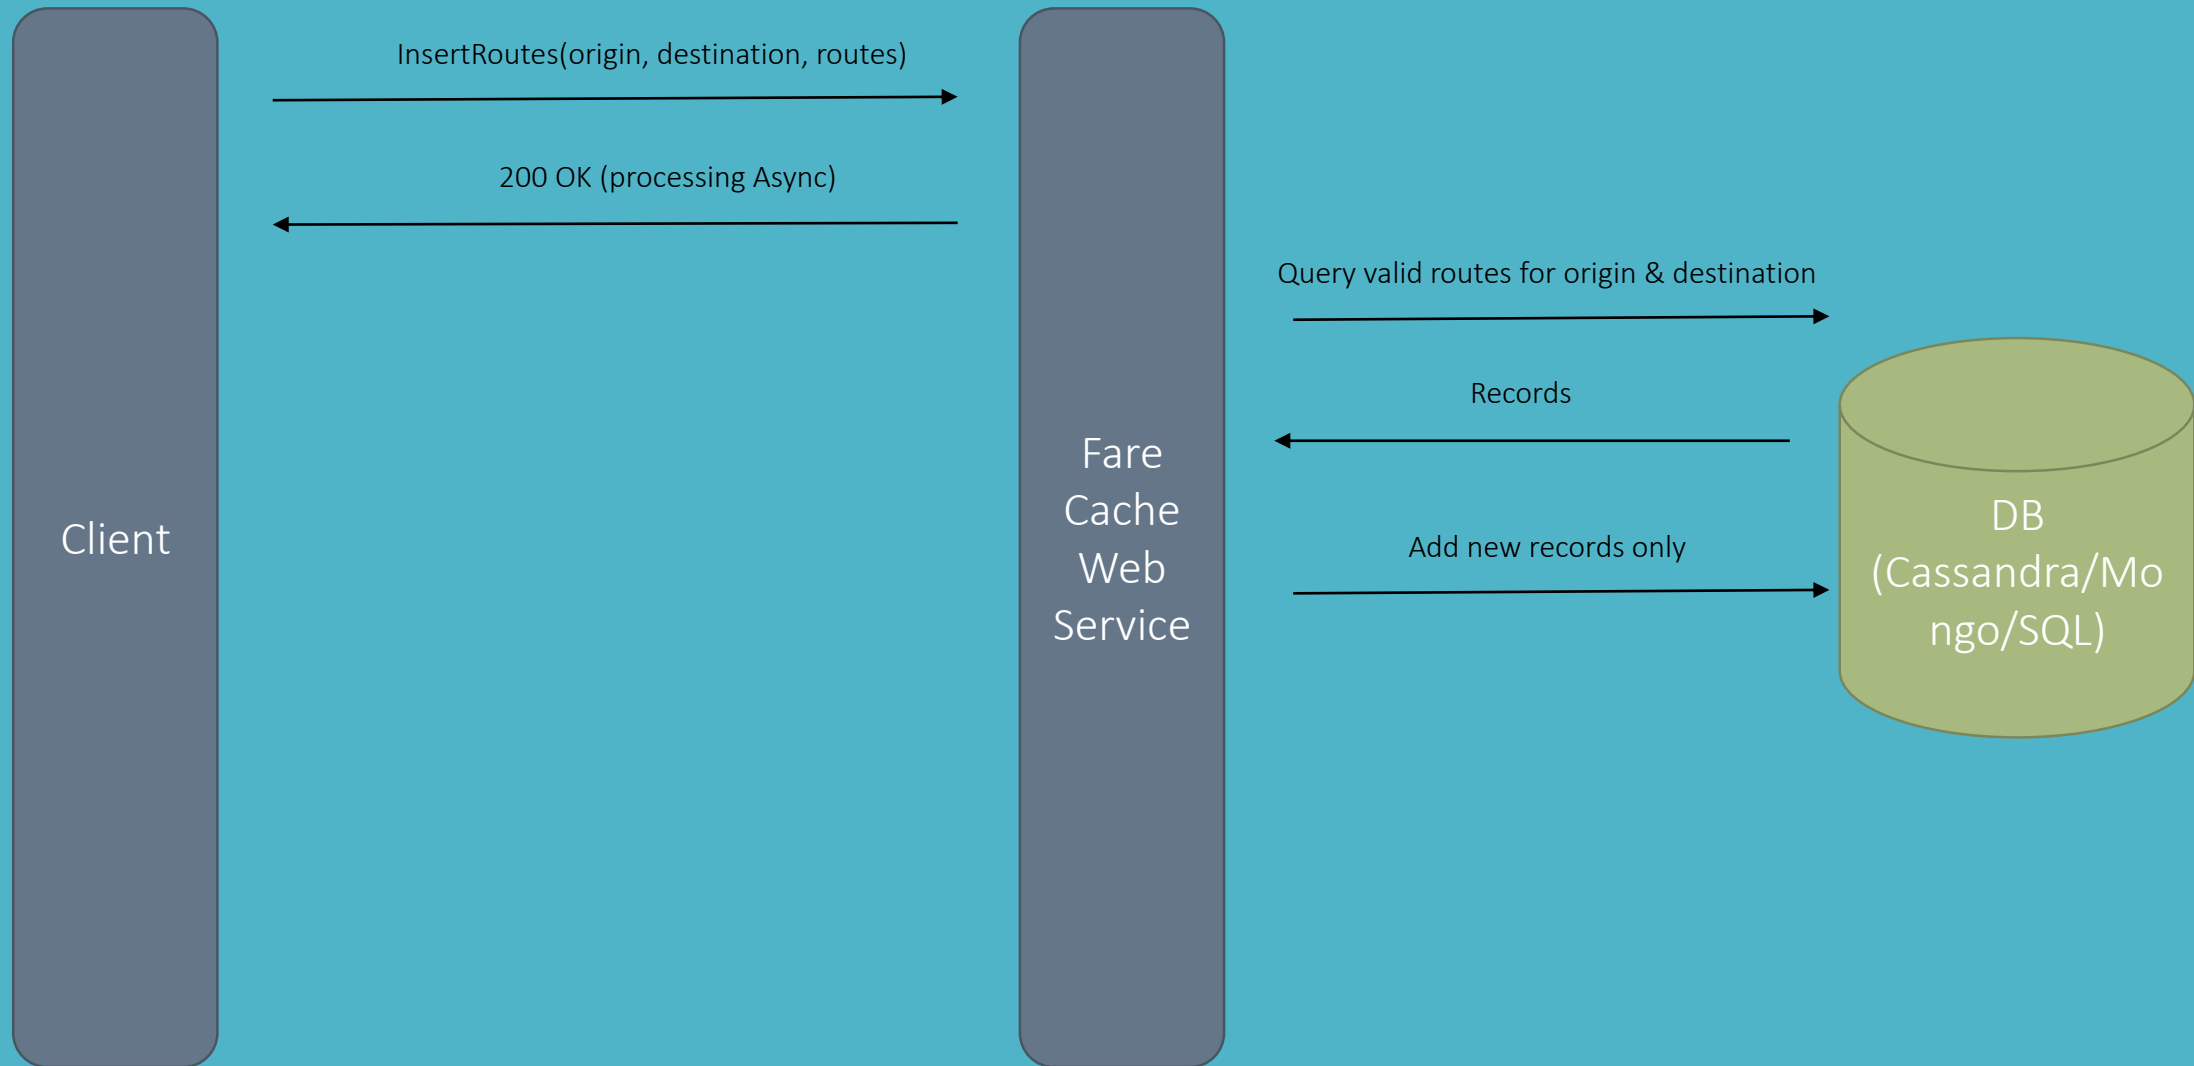 InsertRoutes(origin, destination, routes)
200 OK (processing Async)
Query valid routes for origin & destination
Records
Add new records only
Client
Fare
Cache
Web
Service
DB
(Cassandra/Mo
ngo/SQL)